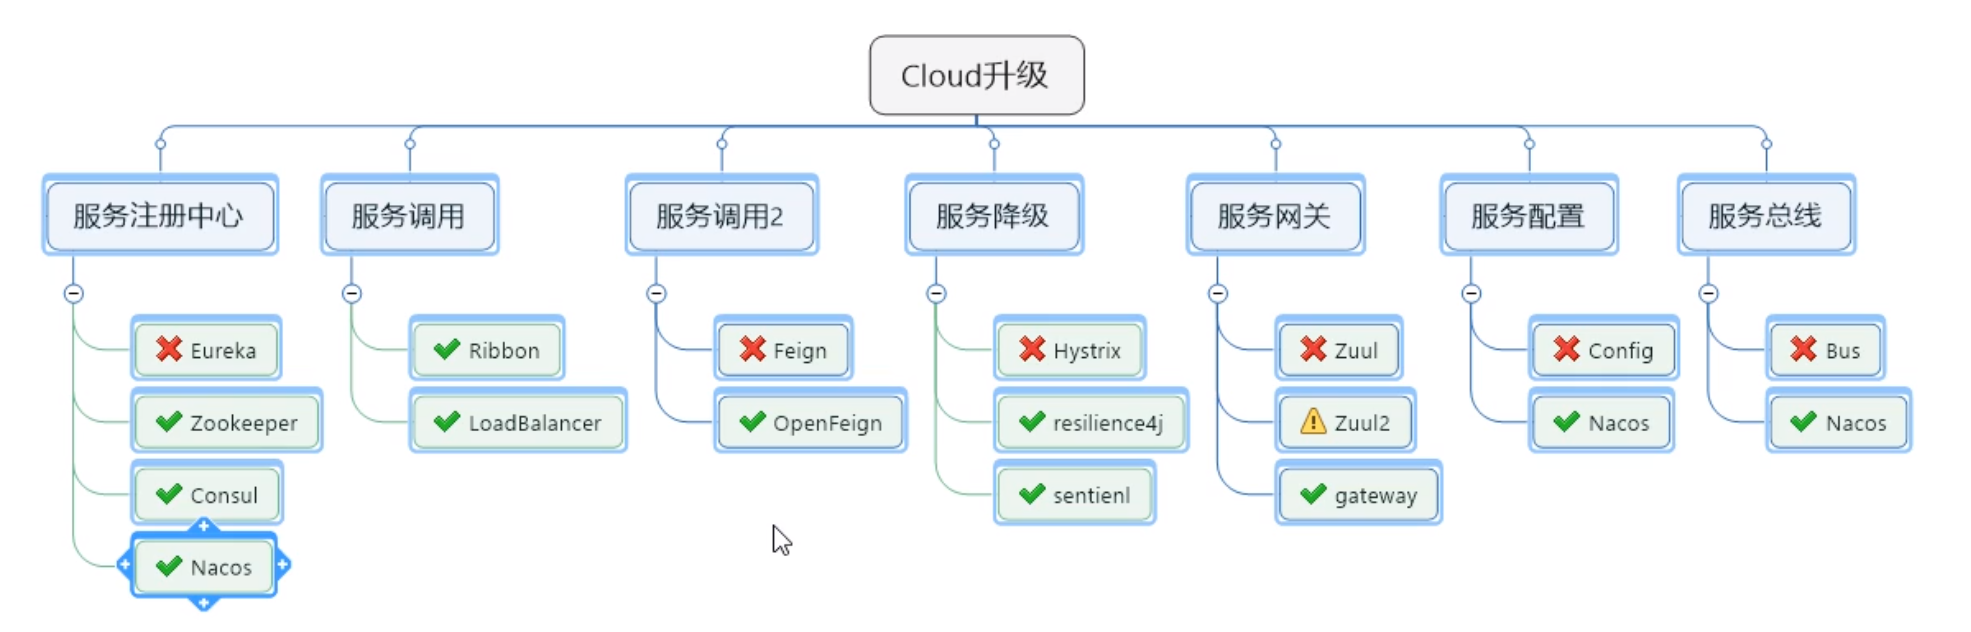 Cloud升级
服务注册中心
Eureka
Zookeeper
Consul
Nacos
服务调用
Ribbon
LoadBalancer
服务调用2
Feign
OpenFeign
服务降级
Hystrix
resilience4j
sentienl
服务网关
Zuul
Zuul2
gateway
服务配置
Config
Nacos
服务总线
Bus
Nacos